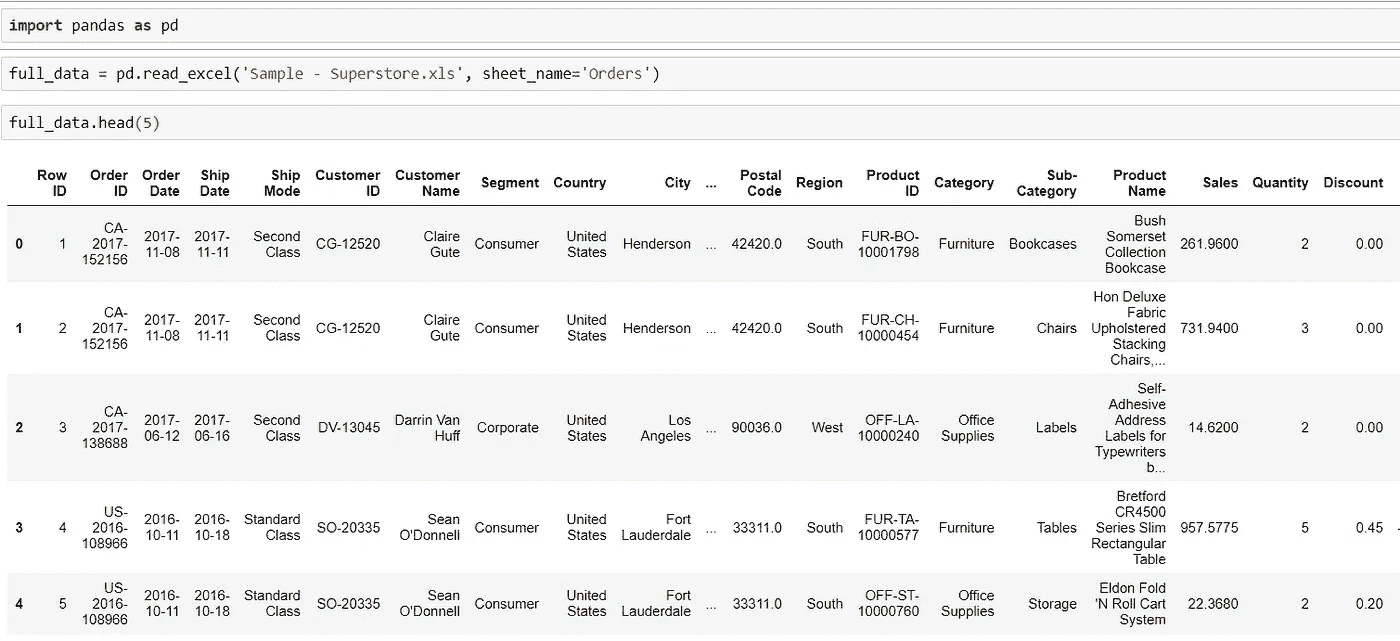 import pandas as pd
full_data = pd.read_excel('Sample - Superstore.xls', sheet_name='Orders')
full_data.head(5)
Row ID Order ID Order Date Ship Date Ship Mode Customer ID Customer Name Segment Country City ... Postal Code Region Product ID Category Sub-Category Product Name Sales Quantity Discount
0 1 CA-2017-152156 2017-11-08 2017-11-11 Second Class CG-12520 Claire Gute Consumer United States Henderson ... 42420.0 South FUR-BO-10001798 Furniture Bookcases Bush Somerset Collection Bookcase 261.9600 2 0.00
1 2 CA-2017-152156 2017-11-08 2017-11-11 Second Class CG-12520 Claire Gute Consumer United States Henderson ... 42420.0 South FUR-CH-10000454 Furniture Chairs Hon Deluxe Fabric Upholstered Stacking Chairs,... 731.9400 3 0.00
2 3 CA-2017-138688 2017-06-12 2017-06-16 Second Class DV-13045 Darrin Van Huff Corporate United States Los Angeles ... 90036.0 West OFF-LA-10000240 Office Supplies Labels Self-Adhesive Address Labels for Typewriters b... 14.6200 2 0.00
3 4 US-2016-108966 2016-10-11 2016-10-18 Standard Class SO-20335 Sean O'Donnell Consumer United States Fort Lauderdale ... 33311.0 South FUR-TA-10000577 Furniture Tables Bretford CR4500 Series Slim Rectangular Table 957.5775 5 0.45
4 5 US-2016-108966 2016-10-11 2016-10-18 Standard Class SO-20335 Sean O'Donnell Consumer United States Fort Lauderdale ... 33311.0 South OFF-ST-10000760 Office Supplies Storage Eldon Fold 'N Roll Cart System 22.3680 2 0.20